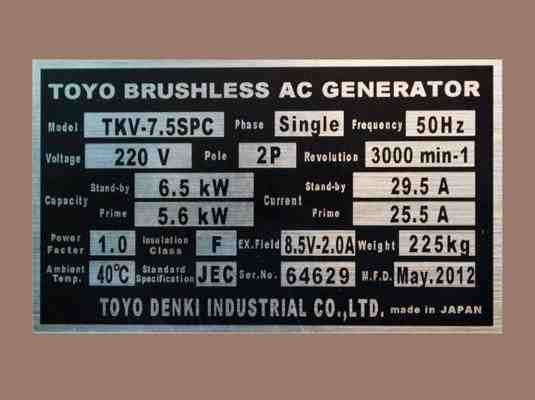 TOYO BRUSHLESS AC GENERATOR
Model TKV-7.5SPC Phase Single Frequency 50Hz
Voltage 220 V Pole 2P Revolution 3000 min-1
Capacity Stand-by 6.5 kW Current Stand-by 29.5 A
Prime 5.6 kW Prime 25.5 A
Power Factor 1.0 Insulation Class F EX.Field 8.5V-2.0A Weight 225kg
Ambient Temp. 40℃ Standard Specification JEC Ser.No. 64629 M.F.D. May.2012
TOYO DENKI INDUSTRIAL CO.,LTD. made in JAPAN